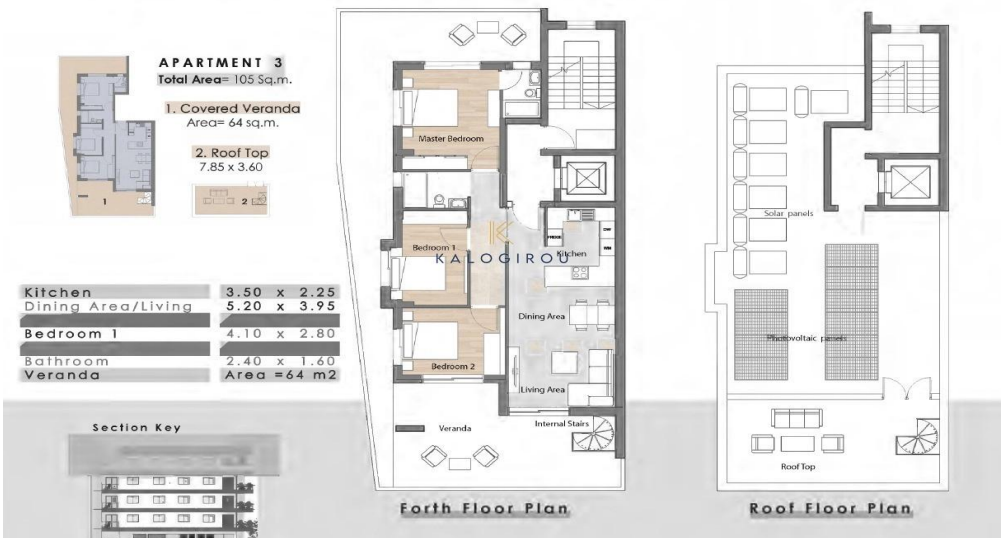 APARTMENT 3
Total Area= 105 Sq.m.
1. Covered Veranda
Area= 64 sq.m.
2. Roof Top
7.85 x 3.60
1
2
Kitchen 3.50 x 2.25
Dining Area/Living 5.20 x 3.95
Bedroom 1 4.10 x 2.80
Bathroom 2.40 x 1.60
Veranda Area =64 m2
Section Key
Master Bedroom
Bedroom 1
KALOGIROU
Kitchen
Dining Area
Bedroom 2
Living Area
Veranda
Internal Stairs
Forth Floor Plan
Solar panels
Photovoltaic panels
Roof Top
Roof Floor Plan